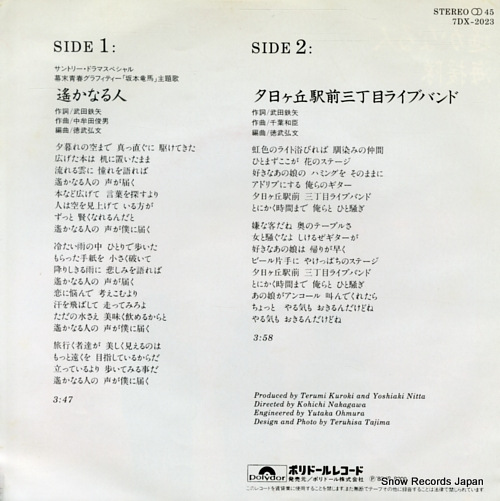 STEREO 45
7DX-2023
SIDE 1:
サントリー・ドラマスペシャル
幕末青春グラフィティー「坂本竜馬」主題歌
遙かなる人
作詞/武田鉄矢
作曲/中牟田俊男
編曲/徳武弘文
夕暮れの空まで 真っ直ぐに 駆けてきた
広げた本は 机に置いたまま
流れる雲に 憧れを語れば
遙かなる人の 声が届く
本など広げて 言葉を探すより
人は空を見上げて いる方が
ずっと 賢くなれるんだと
遙かなる人の 声が僕に届く
冷たい雨の中 ひとりで歩いた
もらった手紙を 小さく破いて
降りしきる雨に 悲しみを語れば
遙かなる人の 声が届く
恋に悩んで 考えこむより
汗を飛ばして 走ってみろよ
ただの水さえ 美味く飲めるからと
遙かなる人の 声が僕に届く
旅行く者達が 美しく見えるのは
もっと遠くを 目指しているからだ
立っているより 歩いてみる事だ
遙かなる人の 声が僕に届く
3:47
SIDE 2:
夕日ヶ丘駅前三丁目ライブバンド
作詞/武田鉄矢
作曲/千葉和臣
編曲/徳武弘文
虹色のライト浴びれば 馴染みの仲間
ひとまずここが 花のステージ
好きなあの娘の ハミングを そのままに
アドリブにする 俺らのギター
夕日ヶ丘駅前 三丁目ライブバンド
とにかく時間まで 俺らと ひと騒ぎ
嫌な客だね 奥のテーブルさ
女と騒ぐなよ しけるぜギターが
好きなあの娘は 帰りが早く
ビール片手に やけっぱちのステージ
夕日ヶ丘駅前 三丁目ライブバンド
とにかく時間まで 俺らと ひと騒ぎ
あの娘がアンコール 叫んでくれたら
ちょっと やる気も おきるんだけどね
やる気も おきるんだけどね
3:58
Produced by Terumi Kuroki and Yoshiaki Nitta
Directed by Kohichi Nakagawa
Engineered by Yutaka Ohmura
Design and Photo by Teruhisa Tajima
Polydor
ポリドールレコード
発売元/ポリドール株式会社
Snow Records Japan